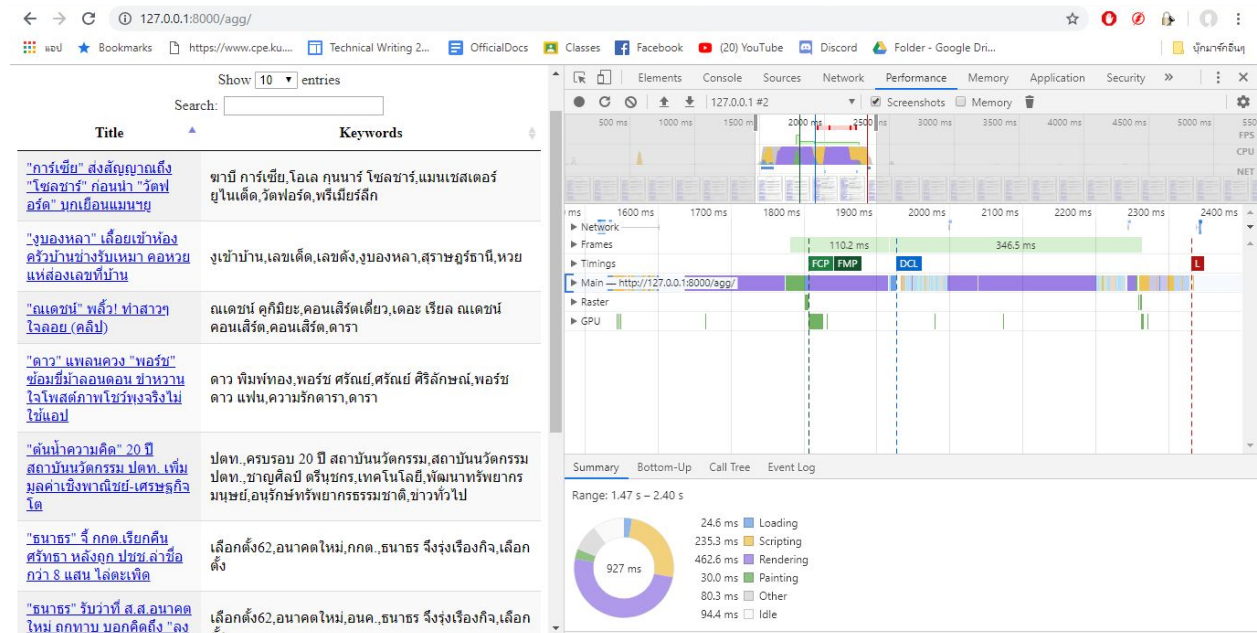 127.0.0.1:8000/agg/
แอป Bookmarks https://www.cpe.ku.... Technical Writing 2... OfficialDocs Classes Facebook (20) YouTube Discord Folder - Google Dri... บุ๊กมาร์กอื่นๆ
Show 10 entries
Search:
Title Keywords
"การ์เซีย" ส่งสัญญาณถึง
"โซลชาร์" ก่อนนำ "วัตฟ
อร์ด" บุกเยือนแมนฯยู
ฆาบี การ์เซีย,โอเล กุนนาร์ โซลชาร์,แมนเชสเตอร์
ยูไนเต็ด,วัตฟอร์ด,พรีเมียร์ลีก
"งูบองหลา" เลื้อยเข้าห้อง
ครัวบ้านช่างรับเหมา คอหวย
แห่ส่องเลขที่บ้าน
งูเข้าบ้าน,เลขเด็ด,เลขดัง,งูบองหลา,สุราษฎร์ธานี,หวย
"ณเดชน์" พลิ้ว! ทำสาวๆ
ใจลอย (คลิป)
ณเดชน์ คูกิมิยะ,คอนเสิร์ตเดี่ยว,เดอะ เรียล ณเดชน์
คอนเสิร์ต,คอนเสิร์ต,ดารา
"ดาว" แพลนควง "พอร์ช"
ซ้อมขี่ม้าลอนดอน ขำหวาน
ใจโพสต์ภาพโชว์พุงจริงไม่
ใช้แอป
ดาว พิมพ์ทอง,พอร์ช ศรัณย์,ศรัณย์ ศิริลักษณ์,พอร์ช
ดาว แฟน,ความรักดารา,ดารา
"ต้นน้ำความคิด" 20 ปี
สถาบันนวัตกรรม ปตท. เพิ่ม
มูลค่าเชิงพาณิชย์-เศรษฐกิจ
โต
ปตท.,ครบรอบ 20 ปี สถาบันนวัตกรรม,สถาบันนวัตกรรม
ปตท.,ชาญศิลป์ ตรีนุชกร,เทคโนโลยี,พัฒนาทรัพยากร
มนุษย์,อนุรักษ์ทรัพยากรธรรมชาติ,ข่าวทั่วไป
"ธนาธร" จี้ กกต.เรียกคืน
ศรัทธา หลังถูก ปชช.ล่าชื่อ
กว่า 8 แสน ไล่ตะเพิด
เลือกตั้ง62,อนาคตใหม่,กกต.,ธนาธร จึงรุ่งเรืองกิจ,เลือก
ตั้ง
"ธนาธร" รับว่าที่ ส.ส.อนาคต
ใหม่ ถูกทาบ บอกคิดถึง "ลุง
เลือกตั้ง62,อนาคตใหม่,อนค.,ธนาธร จึงรุ่งเรืองกิจ,เลือก
Elements Console Sources Network Performance Memory Application Security
127.0.0.1 #2 Screenshots Memory
500 ms 1000 ms 1500 m 2000 ms 2500 ms 3000 ms 3500 ms 4000 ms 4500 ms 5000 ms 550
FPS
CPU
NET
ms 1600 ms 1700 ms 1800 ms 1900 ms 2000 ms 2100 ms 2200 ms 2300 ms 2400 ms
Network
Frames 110.2 ms 346.5 ms
Timings FCP FMP DCL L
Main — http://127.0.0.1:8000/agg/
Raster
GPU
Summary Bottom-Up Call Tree Event Log
Range: 1.47 s – 2.40 s
927 ms
24.6 ms Loading
235.3 ms Scripting
462.6 ms Rendering
30.0 ms Painting
80.3 ms Other
94.4 ms Idle